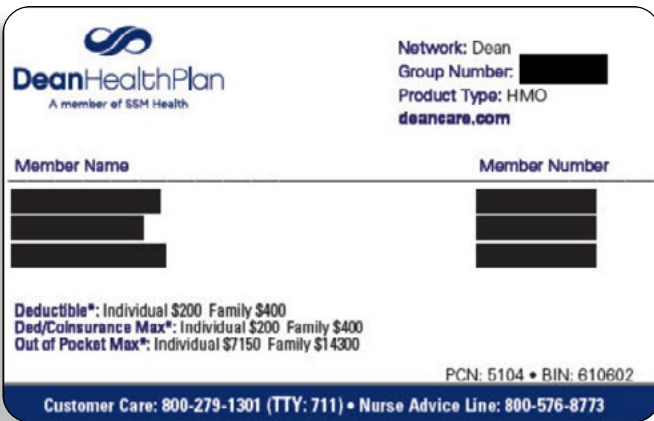 DeanHealthPlan
A member of SSM Health
Network: Dean
Group Number:
Product Type: HMO
deancare.com
Member Name Member Number
Deductible*: Individual $200 Family $400
Ded/Coinsurance Max*: Individual $200 Family $400
Out of Pocket Max*: Individual $7150 Family $14300
PCN: 5104 • BIN: 610602
Customer Care: 800-279-1301 (TTY: 711) • Nurse Advice Line: 800-576-8773